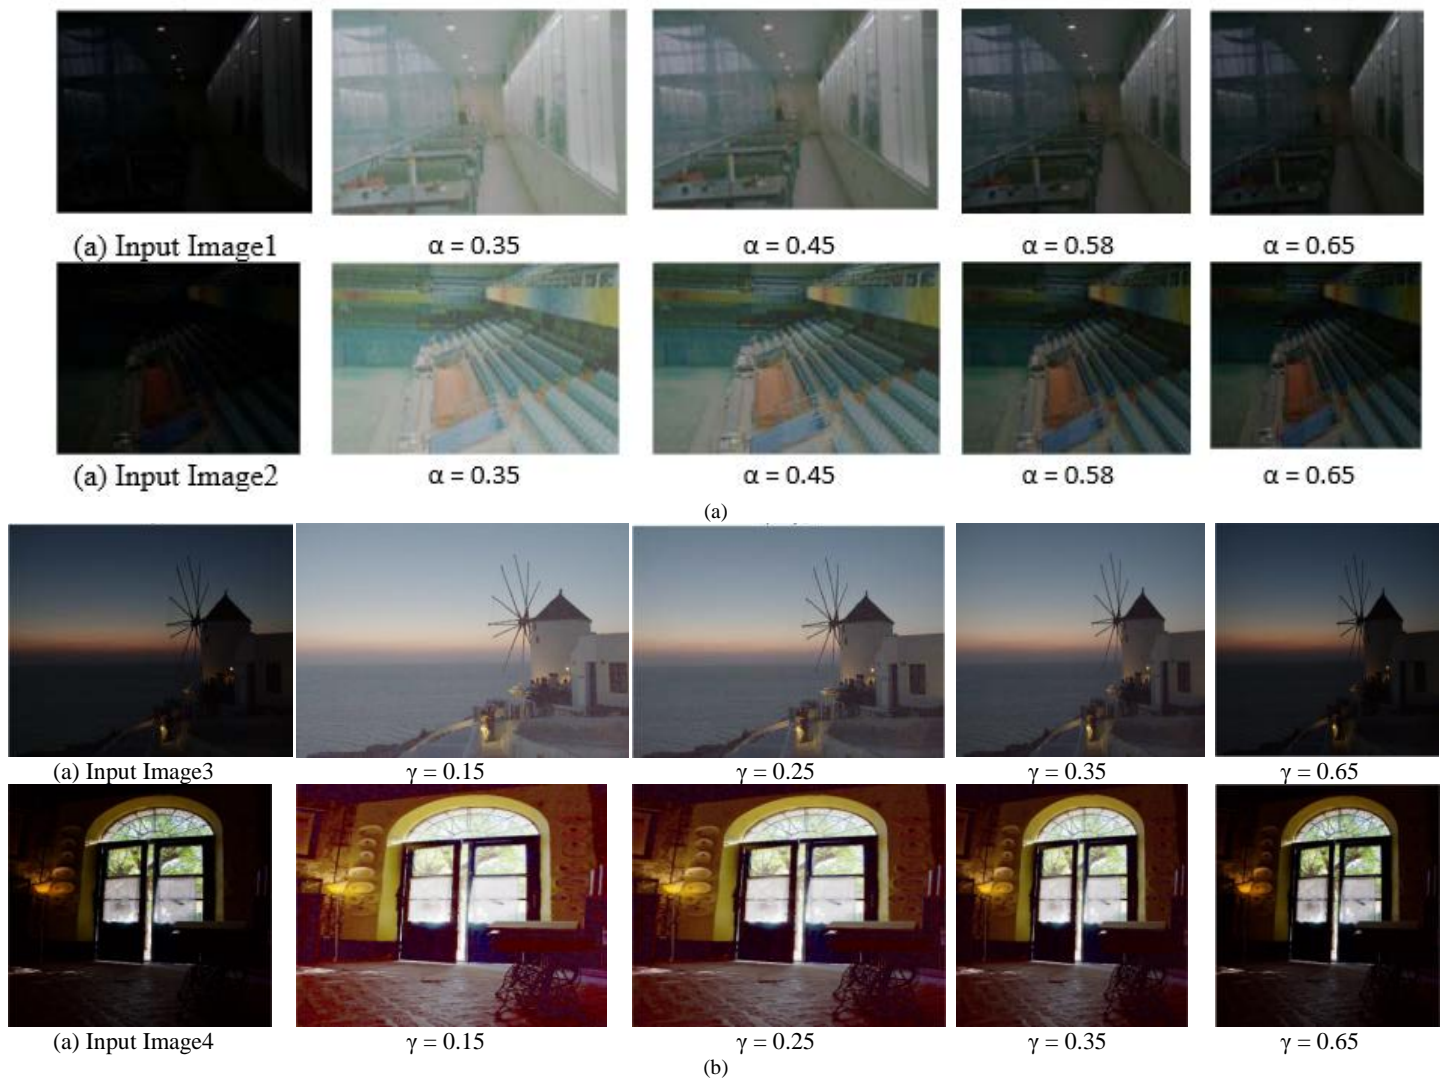 (a) Input Image1 α = 0.35 α = 0.45 α = 0.58 α = 0.65
(a) Input Image2 α = 0.35 α = 0.45 α = 0.58 α = 0.65
(a)
(a) Input Image3 γ = 0.15 γ = 0.25 γ = 0.35 γ = 0.65
(a) Input Image4 γ = 0.15 γ = 0.25 γ = 0.35 γ = 0.65
(b)